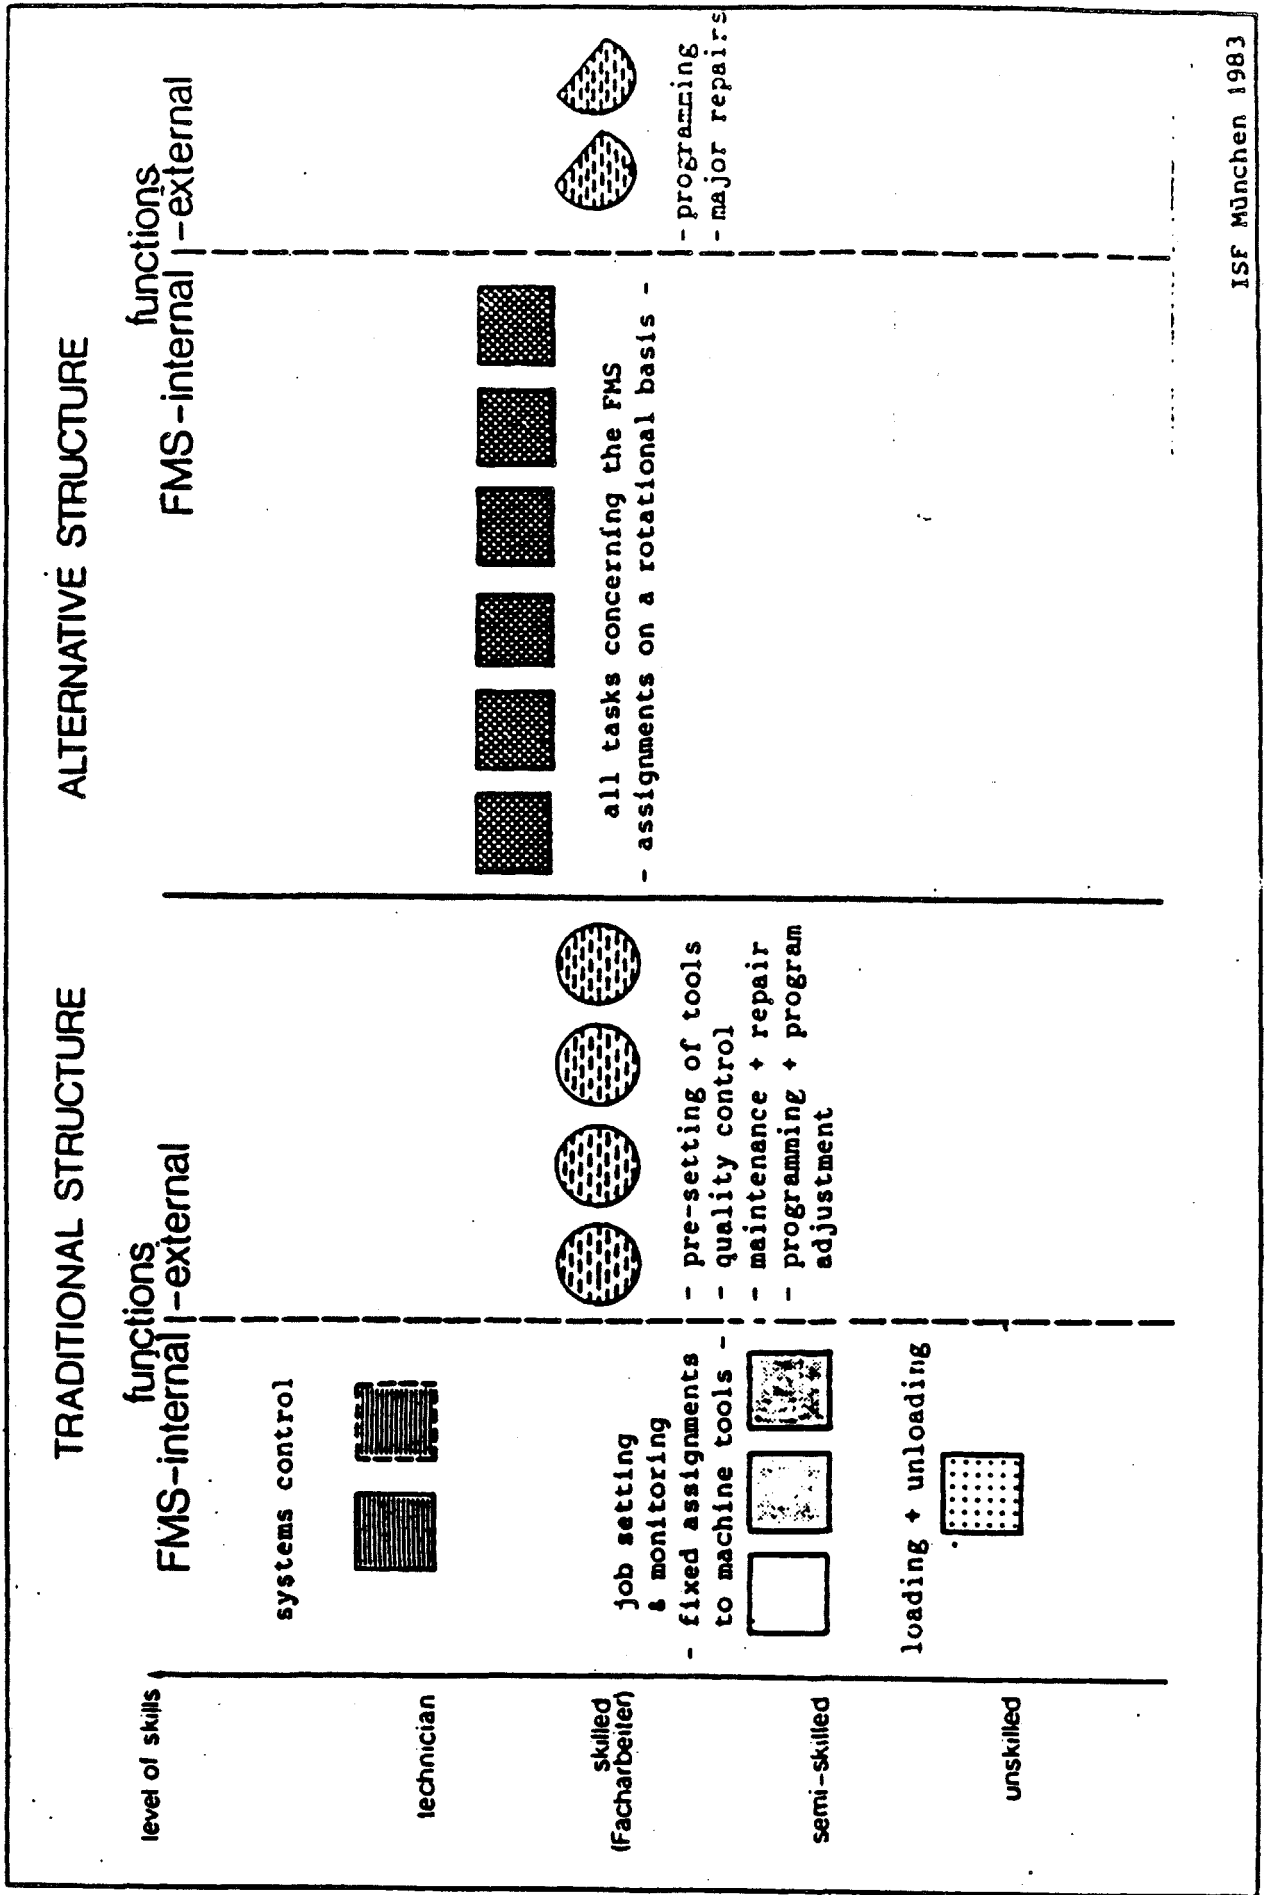 TRADITIONAL STRUCTURE
functions
FMS-internal -external
level of skills
systems control
technician
job setting
& monitoring
- fixed assignments
to machine tools -
skilled
(Facharbeiter)
- pre-setting of tools
- quality control
- maintenance + repair
- programming + program
adjustment
semi-skilled
loading + unloading
unskilled
ALTERNATIVE STRUCTURE
functions
FMS-internal -external
all tasks concerning the FMS
- assignments on a rotational basis -
- programming
- major repairs
ISF München 1983